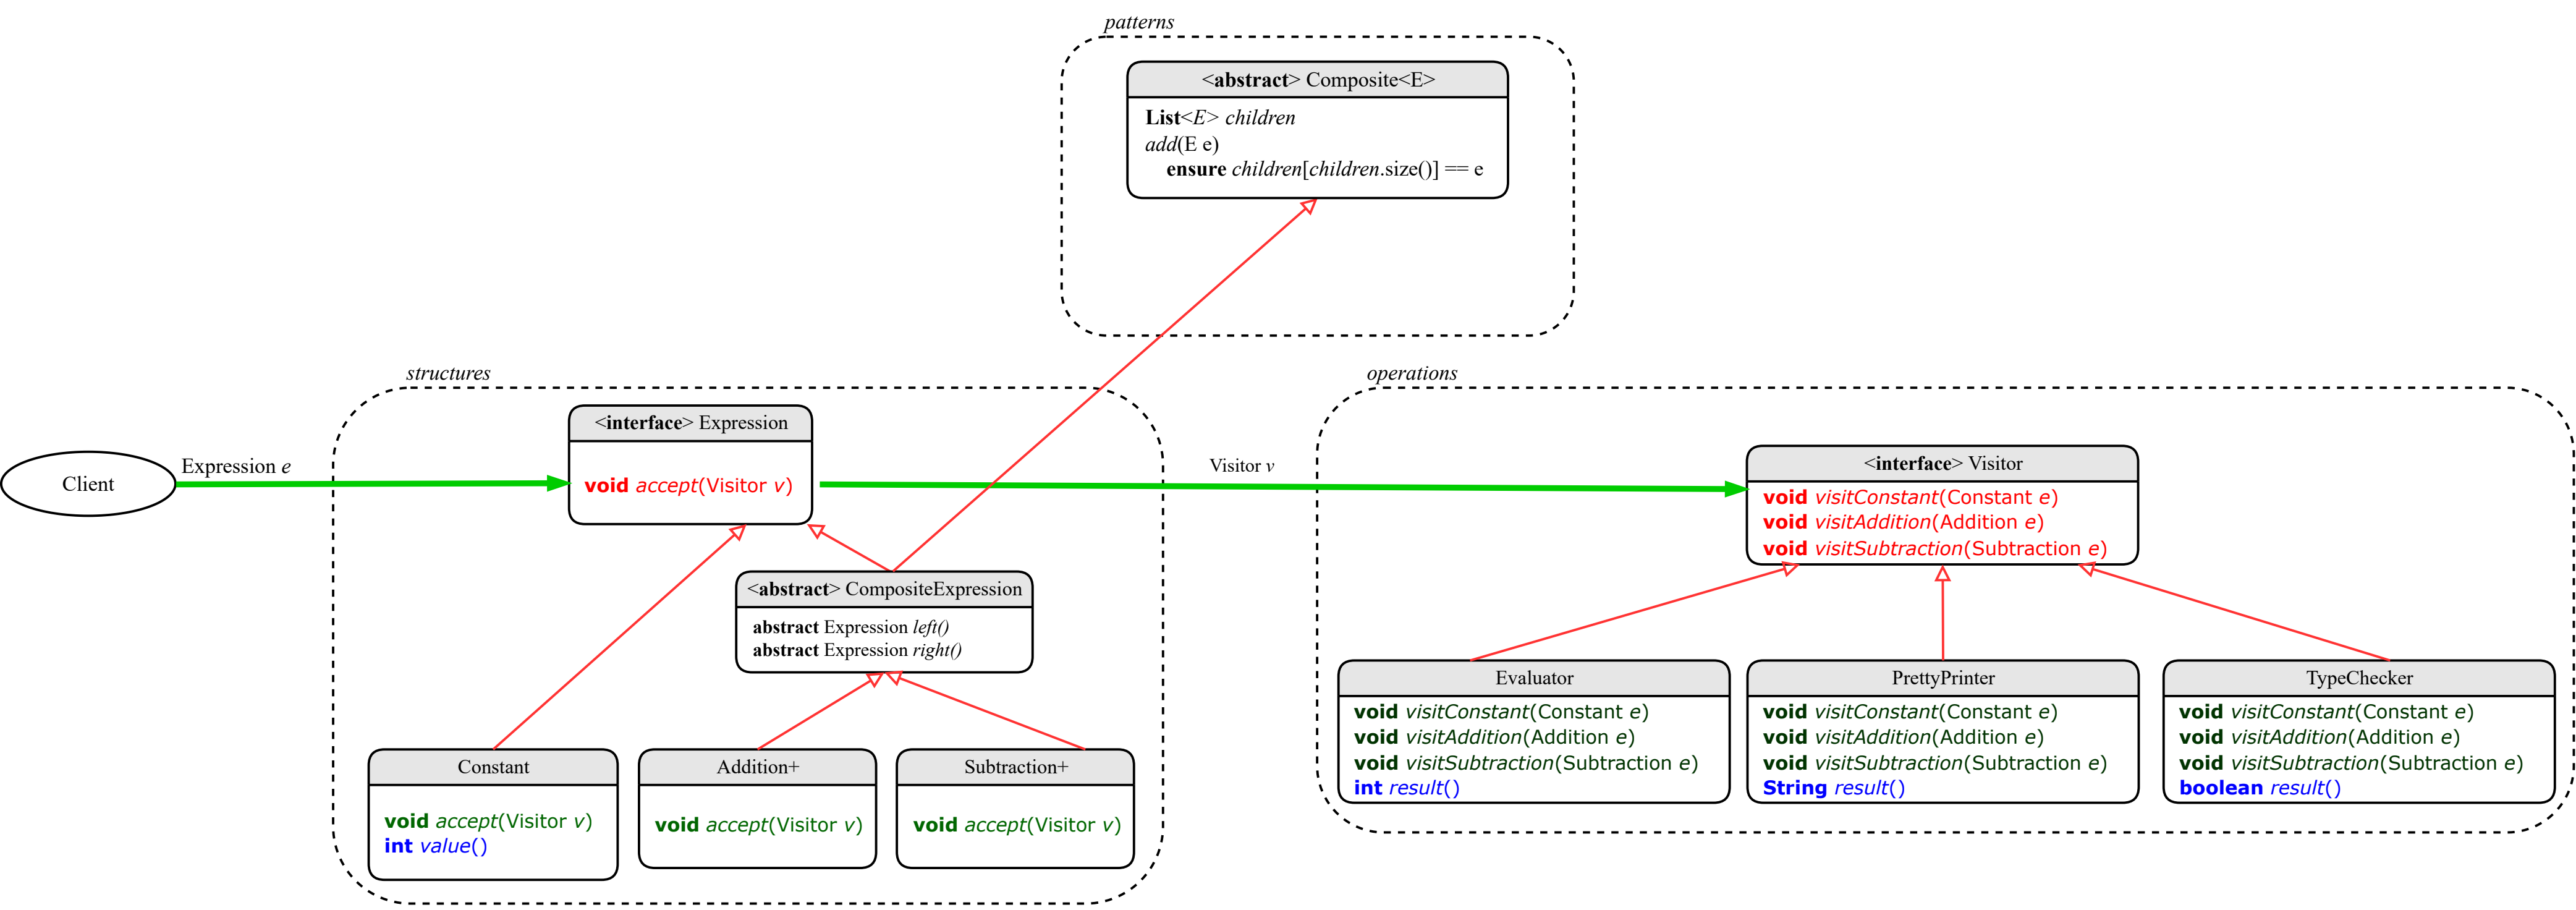 patterns
<abstract> Composite<E>
List<E> children
add(E e)
ensure children[children.size()] == e
structures
operations
<interface> Expression
void accept(Visitor v)
Client
Expression e
Visitor v
<interface> Visitor
void visitConstant(Constant e)
void visitAddition(Addition e)
void visitSubtraction(Subtraction e)
<abstract> CompositeExpression
abstract Expression left()
abstract Expression right()
Constant
void accept(Visitor v)
int value()
Addition+
void accept(Visitor v)
Subtraction+
void accept(Visitor v)
Evaluator
void visitConstant(Constant e)
void visitAddition(Addition e)
void visitSubtraction(Subtraction e)
int result()
PrettyPrinter
void visitConstant(Constant e)
void visitAddition(Addition e)
void visitSubtraction(Subtraction e)
String result()
TypeChecker
void visitConstant(Constant e)
void visitAddition(Addition e)
void visitSubtraction(Subtraction e)
boolean result()